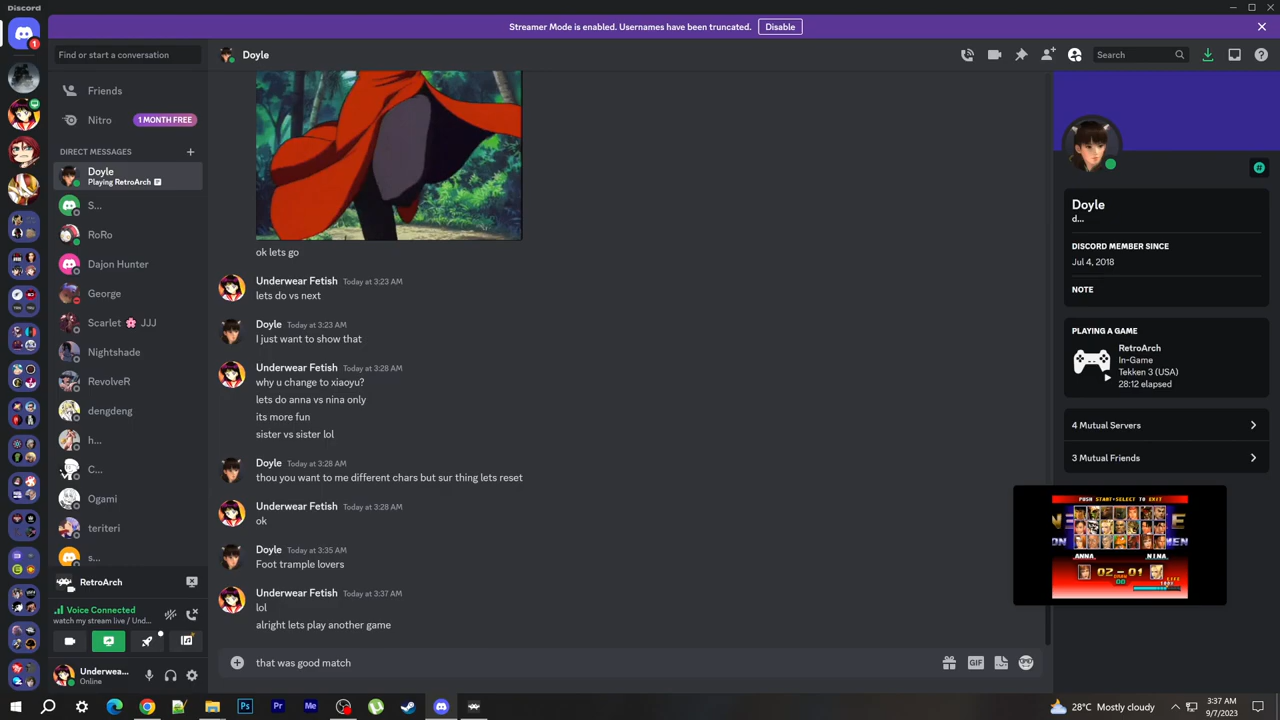 Discord
Streamer Mode is enabled. Usernames have been truncated.
Disable
1
Find or start a conversation
Doyle
Search
Friends
Nitro
1 MONTH FREE
DIRECT MESSAGES
Doyle
Playing RetroArch
S...
RoRo
Dajon Hunter
George
Scarlet 🌸 JJJ
Nightshade
RevolveR
dengdeng
h...
C...
Ogami
teriteri
s...
RetroArch
Voice Connected
watch my stream live / Und...
Underwea...
Online
ok lets go
Underwear Fetish Today at 3:23 AM
lets do vs next
Doyle Today at 3:23 AM
I just want to show that
Underwear Fetish Today at 3:28 AM
why u change to xiaoyu?
lets do anna vs nina only
its more fun
sister vs sister lol
Doyle Today at 3:28 AM
thou you want to me different chars but sur thing lets reset
Underwear Fetish Today at 3:28 AM
ok
Doyle Today at 3:35 AM
Foot trample lovers
Underwear Fetish Today at 3:37 AM
lol
alright lets play another game
that was good match
GIF
Doyle
d...
DISCORD MEMBER SINCE
Jul 4, 2018
NOTE
PLAYING A GAME
RetroArch
In-Game
Tekken 3 (USA)
28:12 elapsed
4 Mutual Servers
3 Mutual Friends
PUSH START+SELECT TO EXIT
ANNA
NINA
02-01
Ps
Pr
Me
28°C Mostly cloudy
3:37 AM
9/7/2023